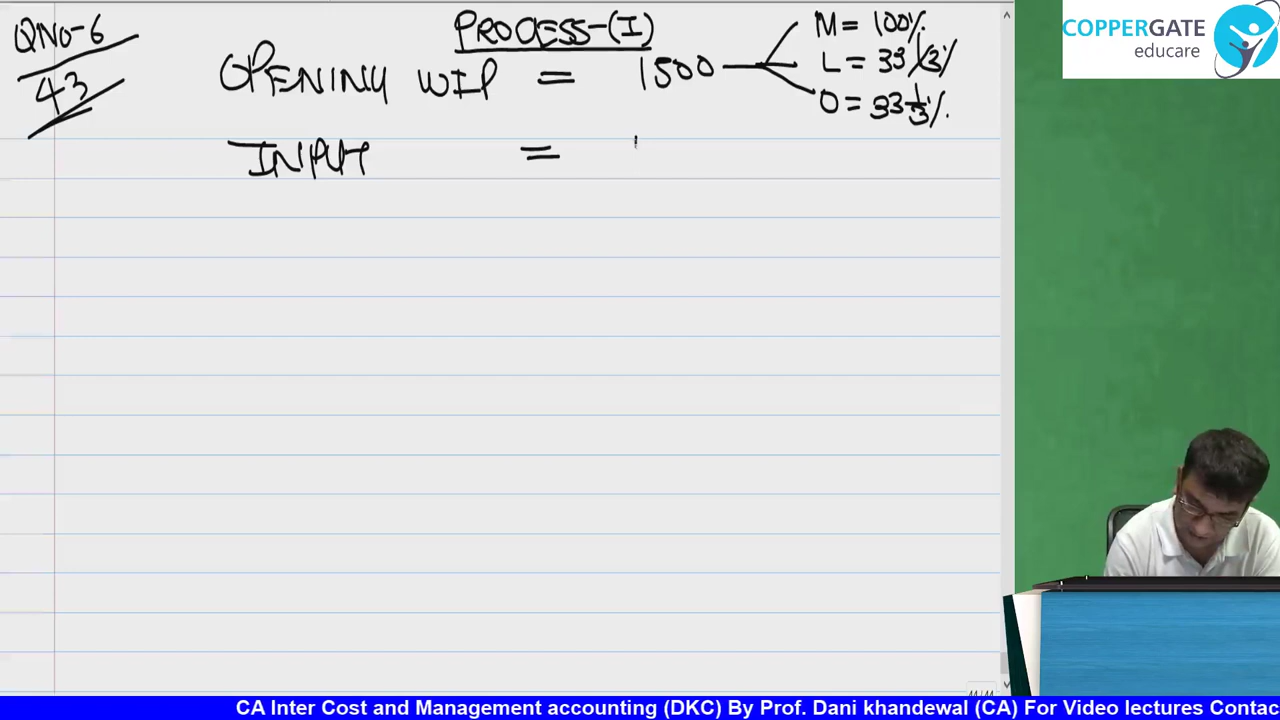 QNo-6
43
PROCESS-(I)
OPENING WIP = 1500
M = 100%
L = 33 1/3%
O = 33 1/3%
INPUT =
COPPERGATE
educare
CA Inter Cost and Management accounting (DKC) By Prof. Dani khandewal (CA) For Video lectures Contac